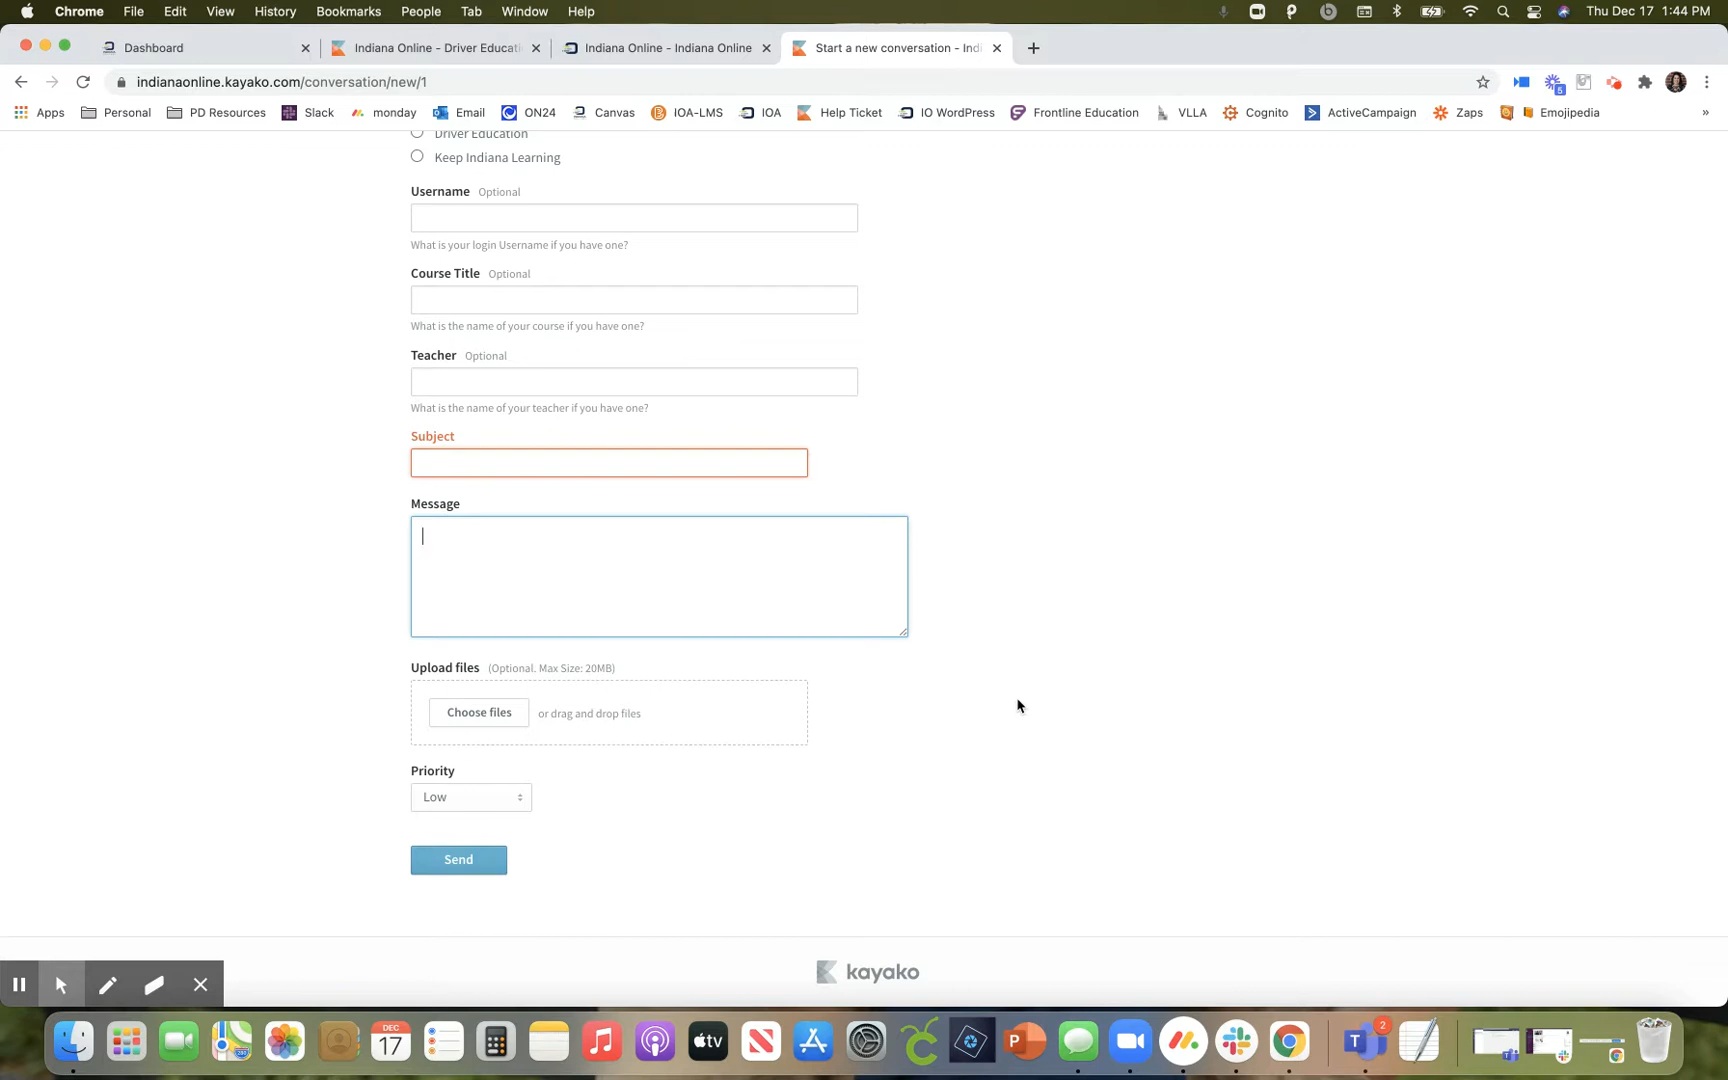 Chrome File Edit View History Bookmarks People Tab Window Help Thu Dec 17 1:44 PM
Dashboard
Indiana Online - Driver Educati
Indiana Online - Indiana Online
Start a new conversation - Indi
indianaonline.kayako.com/conversation/new/1
5
Apps Personal PD Resources Slack monday Email ON24 Canvas IOA-LMS IOA Help Ticket IO WordPress Frontline Education VLLA Cognito ActiveCampaign Zaps Emojipedia »
Driver Education
Keep Indiana Learning
Username Optional
What is your login Username if you have one?
Course Title Optional
What is the name of your course if you have one?
Teacher Optional
What is the name of your teacher if you have one?
Subject
Message
Upload files (Optional. Max Size: 20MB)
Choose files or drag and drop files
Priority
Low
Send
kayako
DEC
17
tv
P
T
2